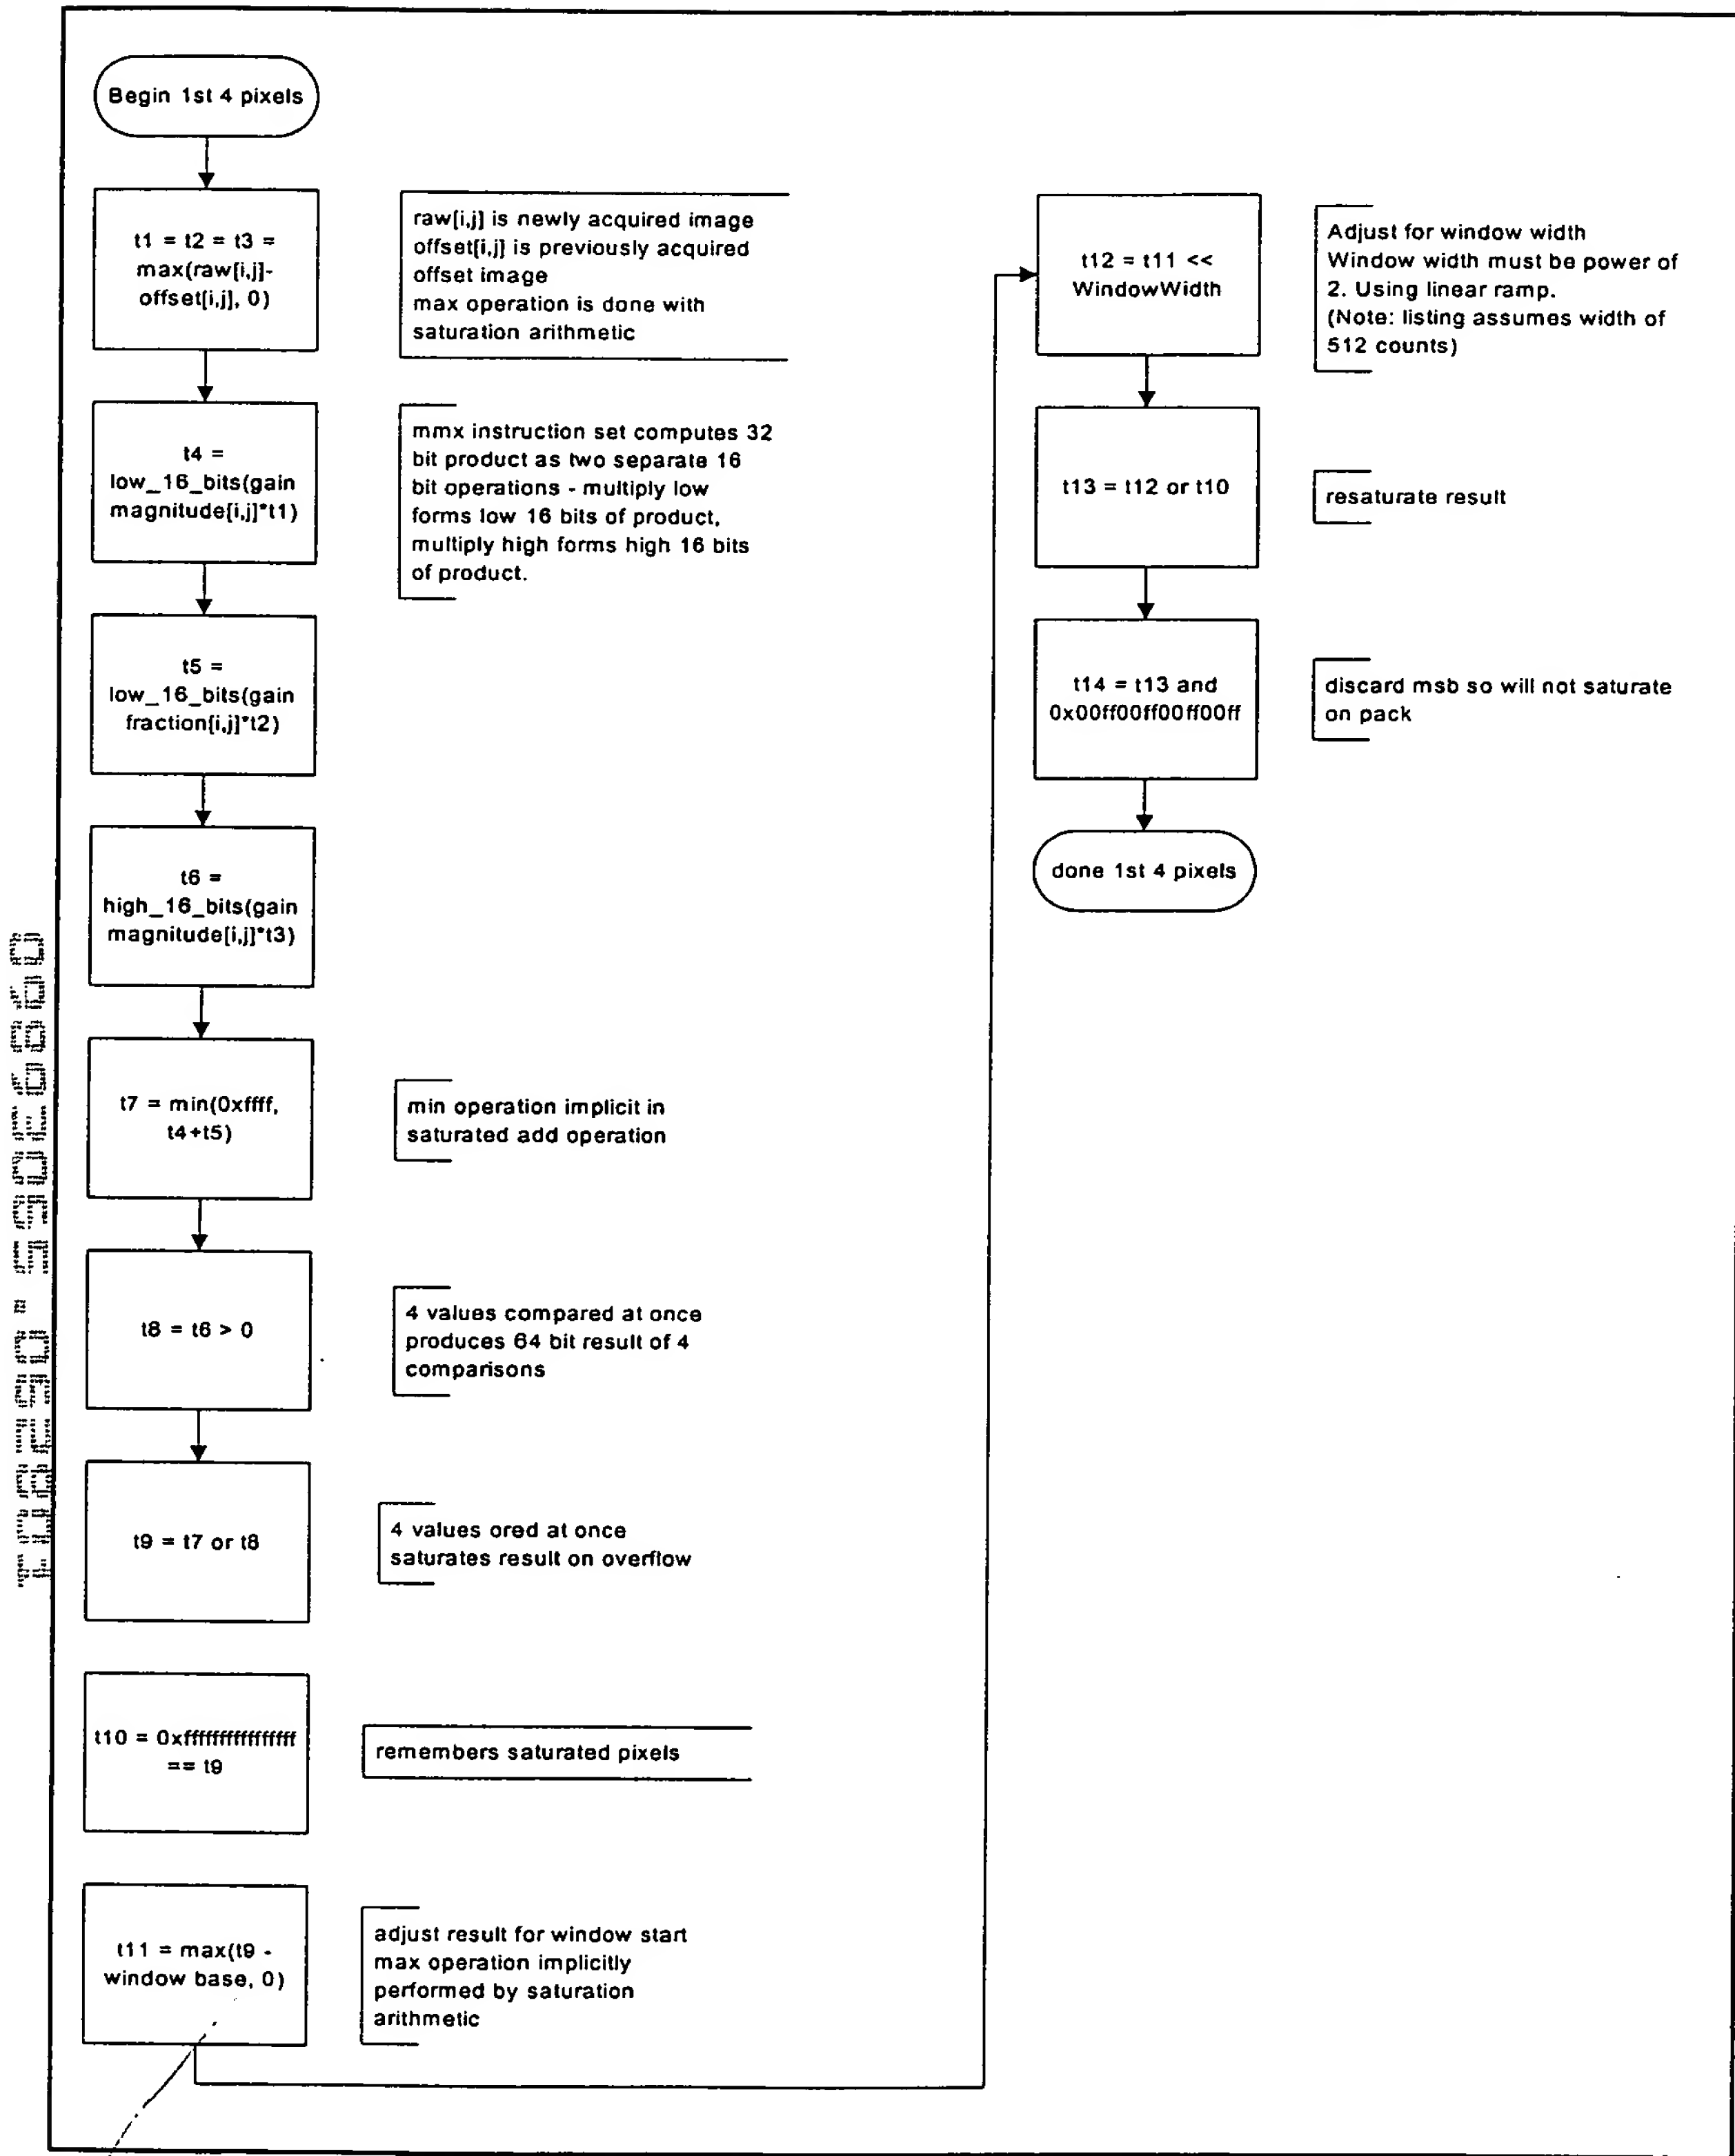 Begin 1st 4 pixels
t1 = t2 = t3 =
max(raw[i,j]-
offset[i,j], 0)
raw[i,j] is newly acquired image
offset[i,j] is previously acquired
offset image
max operation is done with
saturation arithmetic
t4 =
low_16_bits(gain
magnitude[i,j]*t1)
mmx instruction set computes 32
bit product as two separate 16
bit operations - multiply low
forms low 16 bits of product,
multiply high forms high 16 bits
of product.
t5 =
low_16_bits(gain
fraction[i,j]*t2)
t6 =
high_16_bits(gain
magnitude[i,j]*t3)
t7 = min(0xffff,
t4+t5)
min operation implicit in
saturated add operation
t8 = t6 > 0
4 values compared at once
produces 64 bit result of 4
comparisons
t9 = t7 or t8
4 values ored at once
saturates result on overflow
t10 = 0xffffffffffffffff
== t9
remembers saturated pixels
t11 = max(t9 -
window base, 0)
adjust result for window start
max operation implicitly
performed by saturation
arithmetic
t12 = t11 <<
WindowWidth
Adjust for window width
Window width must be power of
2. Using linear ramp.
(Note: listing assumes width of
512 counts)
t13 = t12 or t10
resaturate result
t14 = t13 and
0x00ff00ff00ff00ff
discard msb so will not saturate
on pack
done 1st 4 pixels